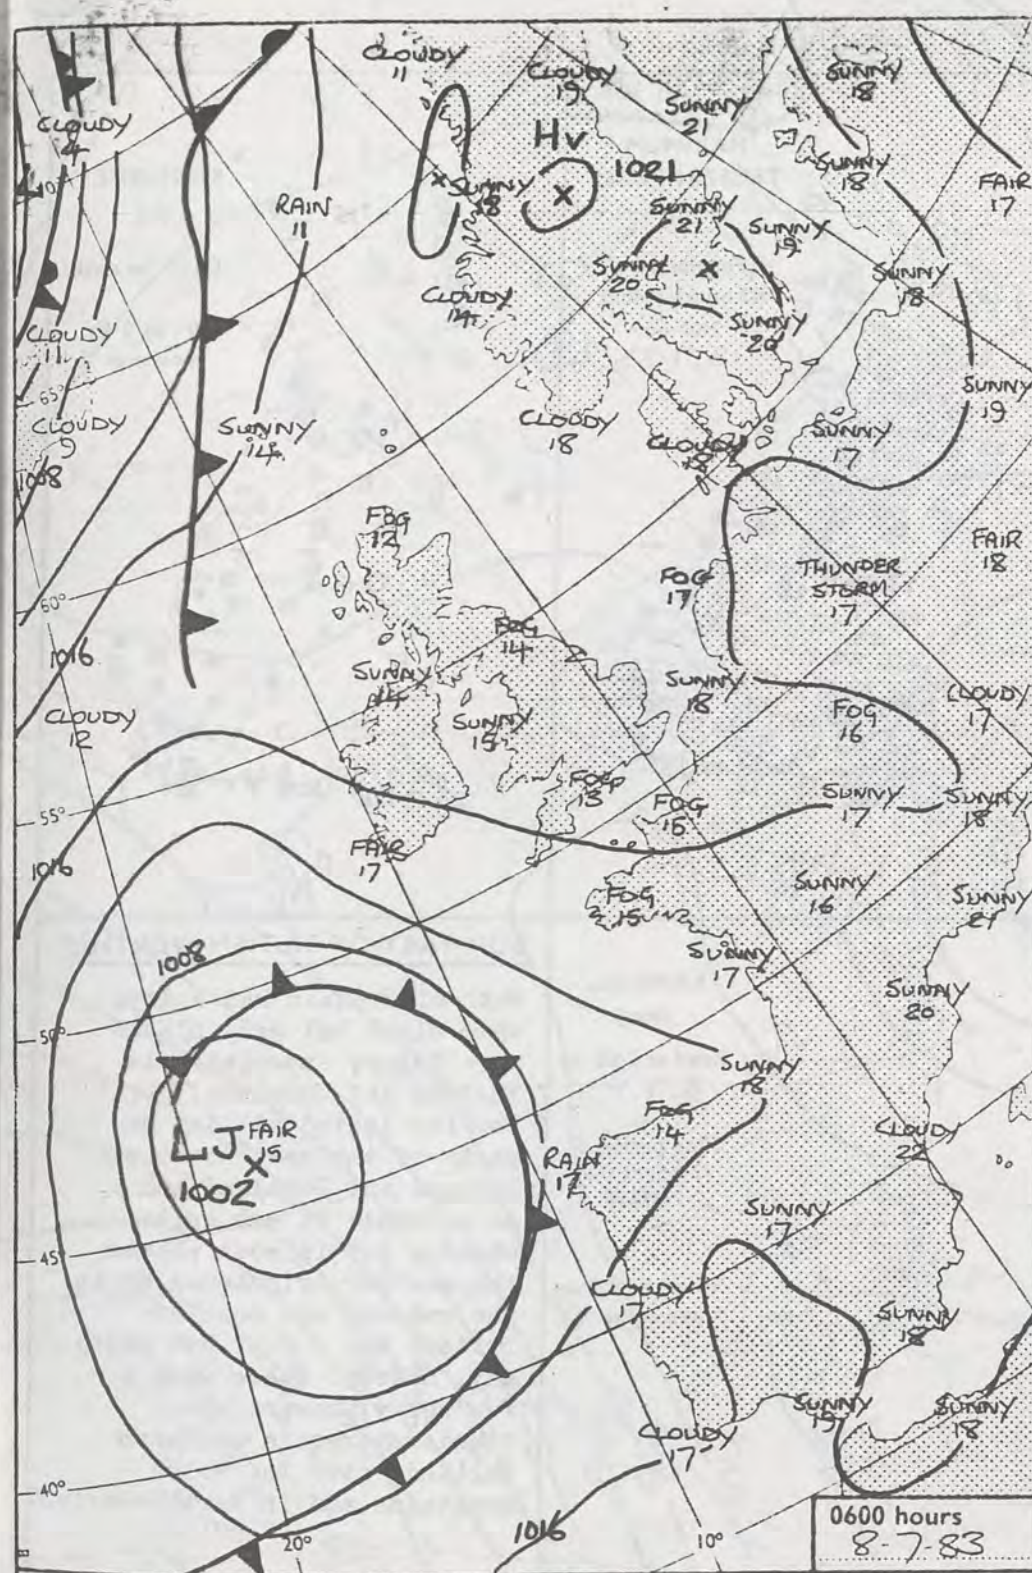 CLOUDY
11
CLOUDY
19
SUNNY
18
SUNNY
21
CLOUDY
4
HV
1021
SUNNY
18
SUNNY
18
FAIR
17
L
70°
RAIN
11
SUNNY
21
SUNNY
19
SUNNY
20
SUNNY
18
CLOUDY
14
SUNNY
20
CLOUDY
11
65°
SUNNY
19
CLOUDY
9
SUNNY
14
CLOUDY
18
CLOUDY
SUNNY
17
1008
FOG
12
FAIR
18
THUNDER
STORM
17
FOG
17
60°
FOG
14
1016
SUNNY
14
SUNNY
18
CLOUDY
17
CLOUDY
12
SUNNY
15
FOG
16
FOG
13
SUNNY
17
SUNNY
18
55°
FOG
15
FAIR
17
1016
SUNNY
16
FOG
15
SUNNY
21
SUNNY
17
1008
SUNNY
20
50°
SUNNY
18
FOG
14
LJ
FAIR
15
1002
CLOUDY
22
RAIN
17
SUNNY
17
45°
CLOUDY
17
SUNNY
18
SUNNY
19
SUNNY
18
CLOUDY
17
40°
1016
20°
10°
0600 hours
8-7-83